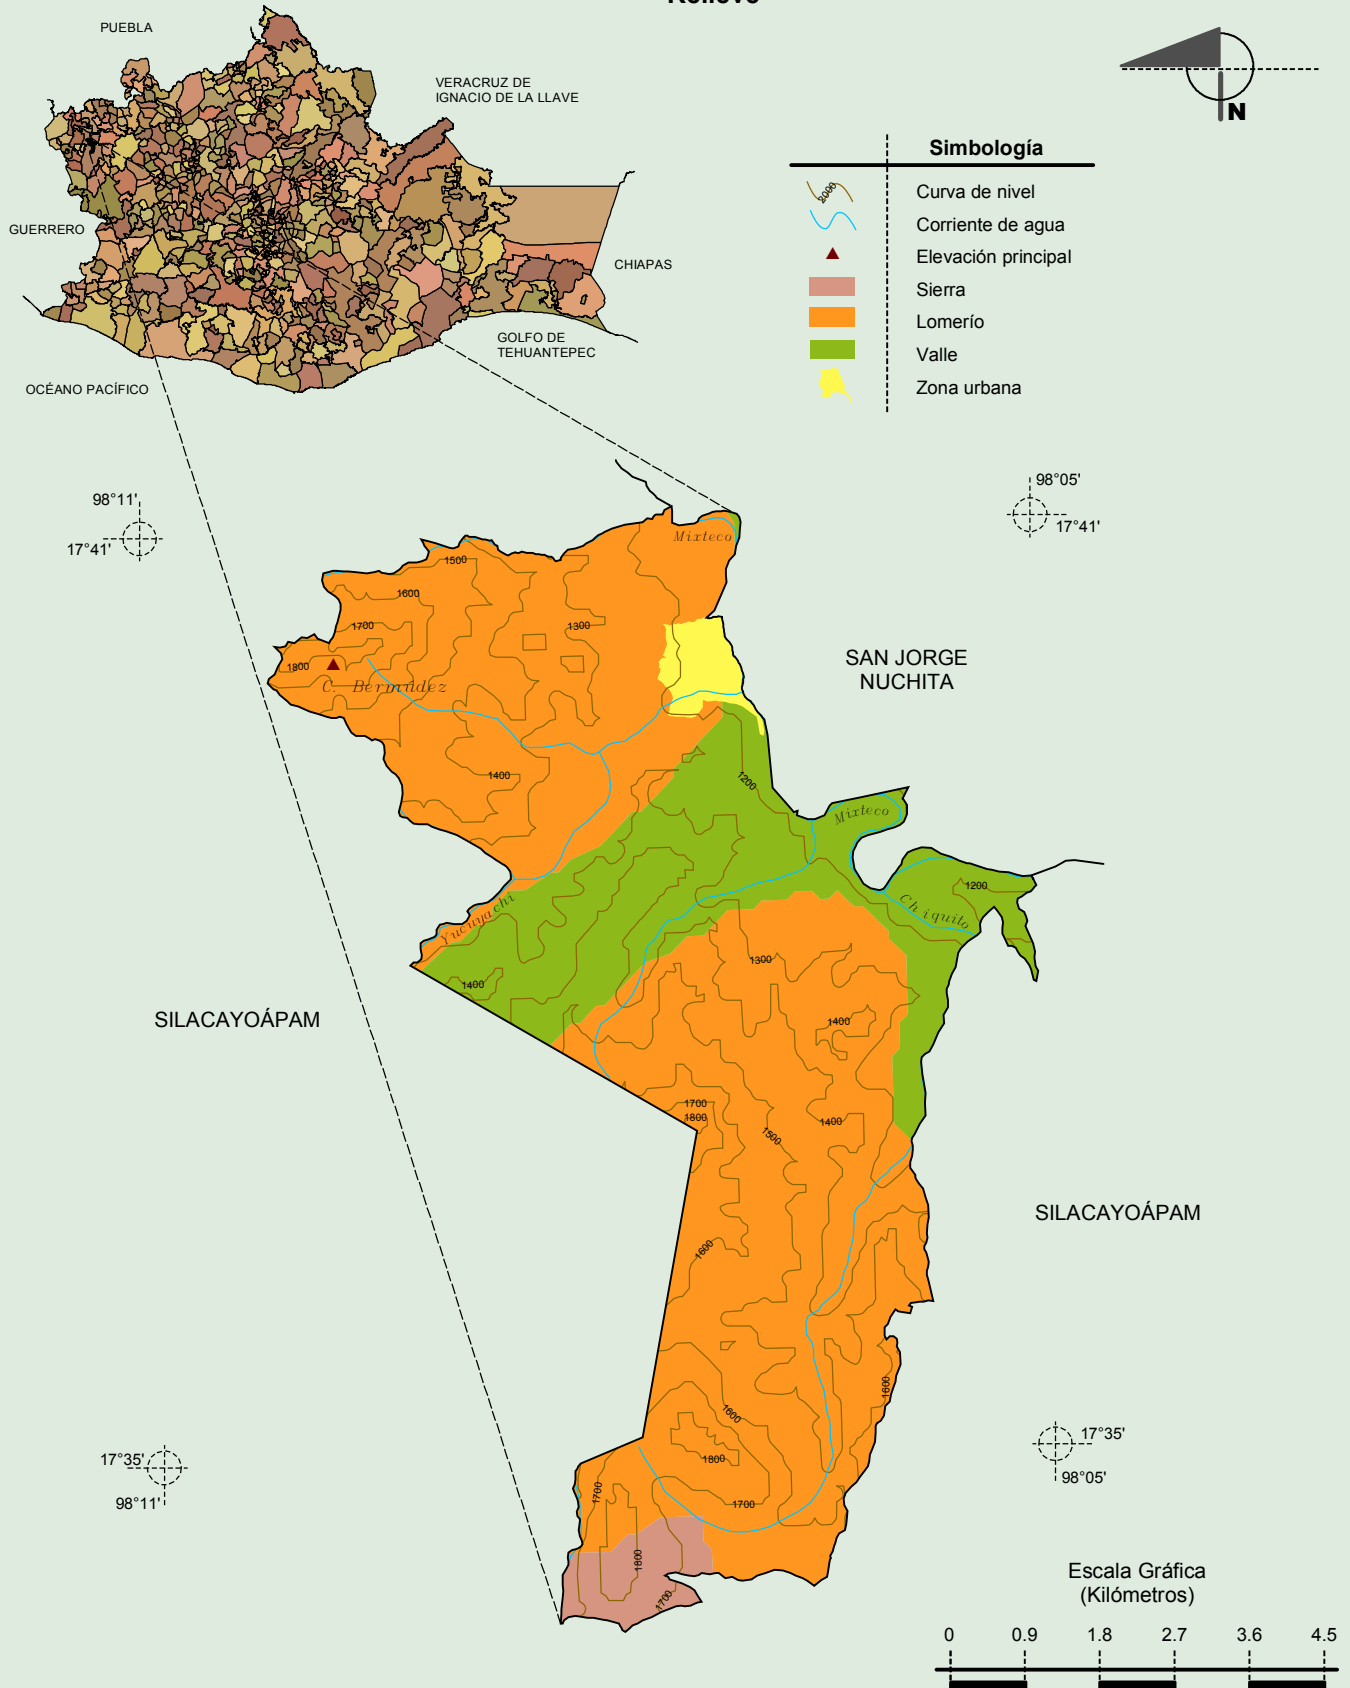 Relieve
PUEBLA
VERACRUZ DE
IGNACIO DE LA LLAVE
GUERRERO
CHIAPAS
GOLFO DE
TEHUANTEPEC
OCÉANO PACÍFICO
N
Simbología
2000
Curva de nivel
Corriente de agua
Elevación principal
Sierra
Lomerío
Valle
Zona urbana
98°11'
17°41'
98°05'
17°41'
Mixteco
1500
1600
1700
1300
1800
C. Bermúdez
SAN JORGE
NUCHITA
1400
1200
Mixteco
1200
Chiquito
Yucuyachi
1300
1400
SILACAYOÁPAM
1400
1700
1800
1400
1500
SILACAYOÁPAM
1600
1600
1600
1800
1700
1700
1800
1700
17°35'
98°11'
17°35'
98°05'
Escala Gráfica
(Kilómetros)
0 0.9 1.8 2.7 3.6 4.5